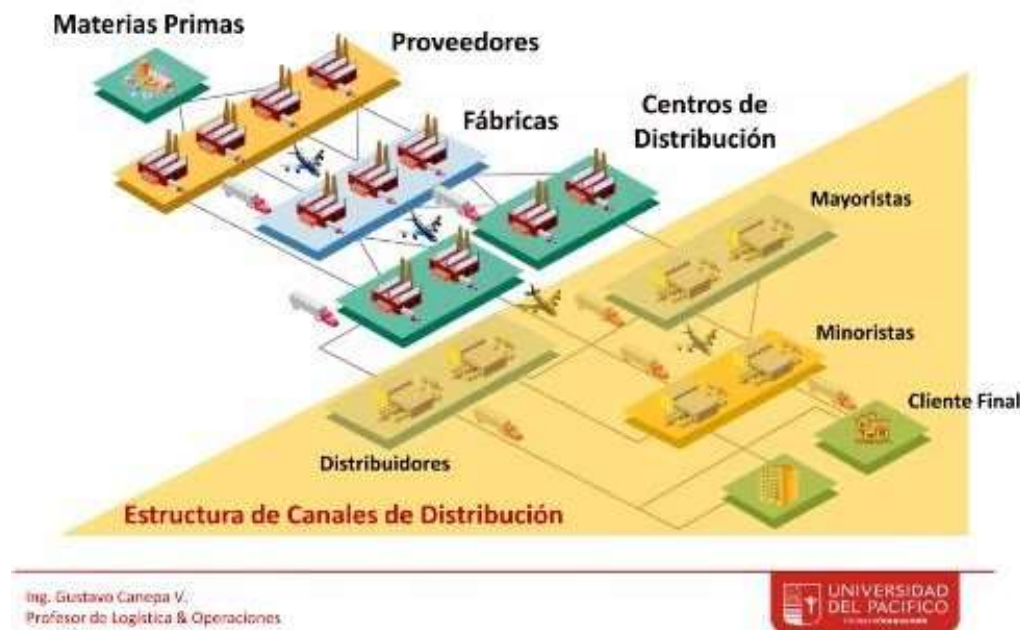 Materias Primas
Proveedores
Fábricas
Centros de
Distribución
Mayoristas
Minoristas
Cliente Final
Distribuidores
Estructura de Canales de Distribución
Ing. Gustavo Canepa V.
Profesor de Logística & Operaciones
UNIVERSIDAD
DEL PACIFICO